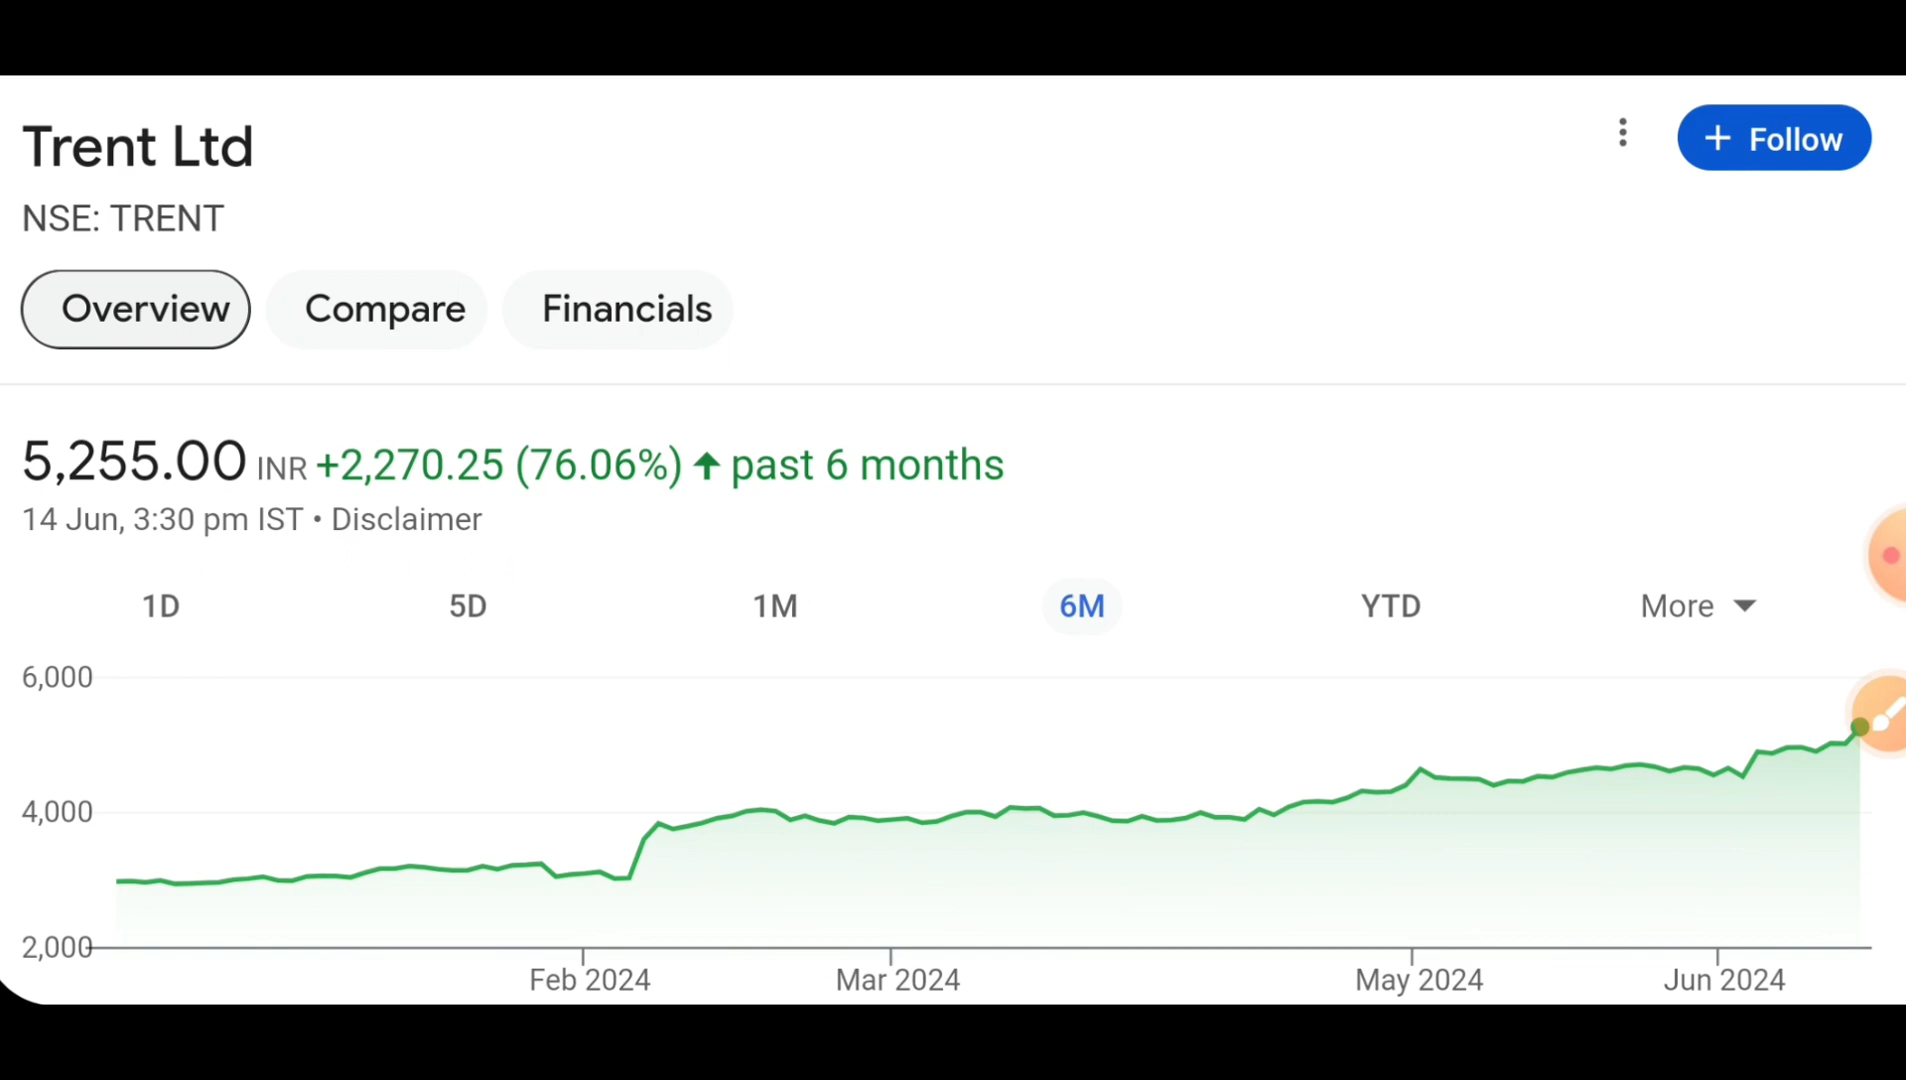 Trent Ltd
+ Follow
NSE: TRENT
Overview Compare Financials
5,255.00 INR +2,270.25 (76.06%) ↑ past 6 months
14 Jun, 3:30 pm IST • Disclaimer
1D 5D 1M 6M YTD More
6,000
4,000
2,000
Feb 2024 Mar 2024 May 2024 Jun 2024